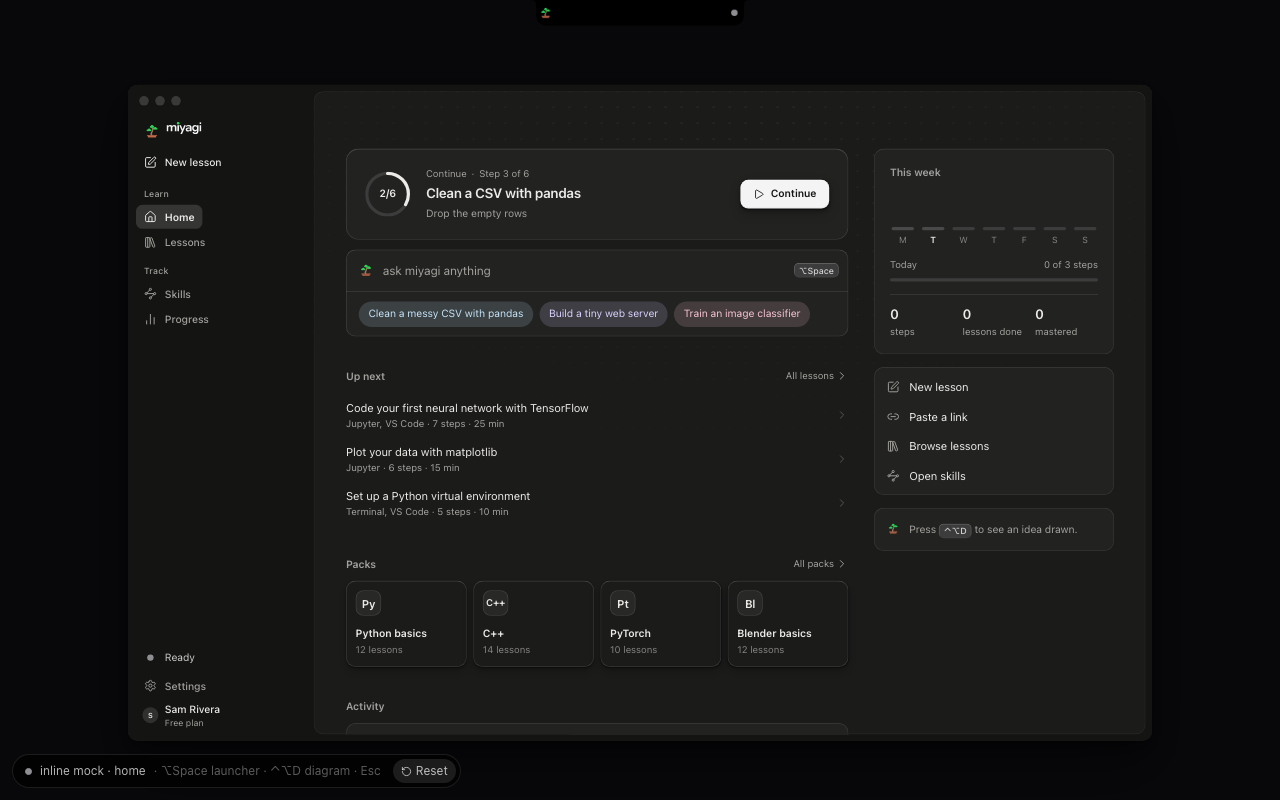 miyagi
New lesson
Learn
Home
Lessons
Track
Skills
Progress
Ready
Settings
S
Sam Rivera
Free plan
2/6
Continue · Step 3 of 6
Clean a CSV with pandas
Drop the empty rows
Continue
ask miyagi anything
⌥Space
Clean a messy CSV with pandas
Build a tiny web server
Train an image classifier
Up next
All lessons
Code your first neural network with TensorFlow
Jupyter, VS Code · 7 steps · 25 min
Plot your data with matplotlib
Jupyter · 6 steps · 15 min
Set up a Python virtual environment
Terminal, VS Code · 5 steps · 10 min
Packs
All packs
Py
Python basics
12 lessons
C++
C++
14 lessons
Pt
PyTorch
10 lessons
Bl
Blender basics
12 lessons
Activity
This week
M T W T F S S
Today 0 of 3 steps
0 0 0
steps lessons done mastered
New lesson
Paste a link
Browse lessons
Open skills
Press ⌃⌥D to see an idea drawn.
inline mock · home · ⌥Space launcher · ⌃⌥D diagram · Esc Reset